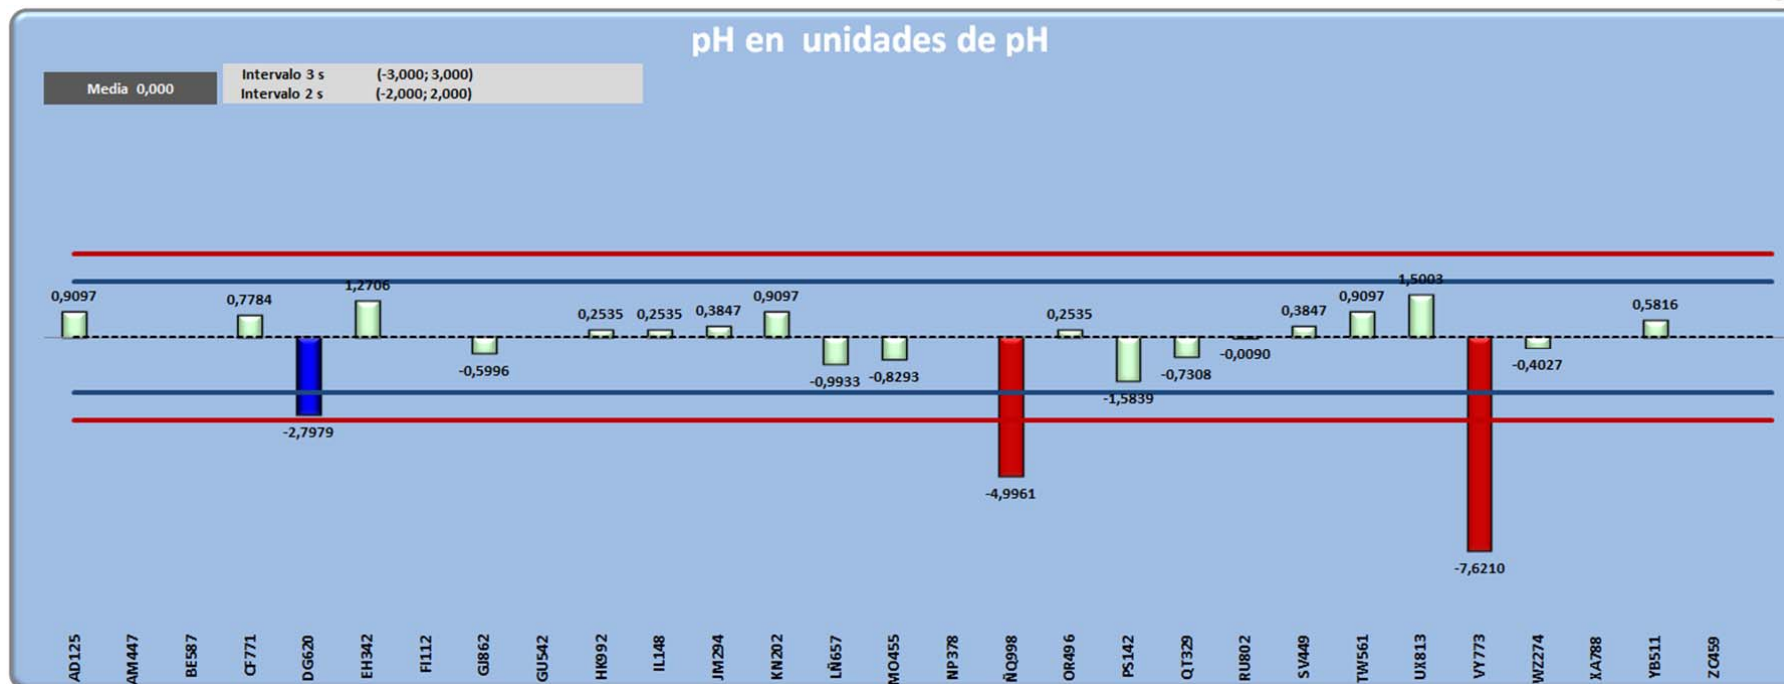 pH en unidades de pH
Media 0,000
Intervalo 3 s (-3,000; 3,000)
Intervalo 2 s (-2,000; 2,000)
0,9097
0,7784
-2,7979
1,2706
-0,5996
0,2535
0,2535
0,3847
0,9097
-0,9933
-0,8293
-4,9961
0,2535
-1,5839
-0,7308
-0,0090
0,3847
0,9097
1,5003
-7,6210
-0,4027
0,5816
AD125
AM447
BE587
CF771
DG620
EH342
FI112
GJ862
GU542
HK992
IL148
JM294
KN202
LÑ657
MO455
NP378
ÑQ998
OR496
PS142
QT329
RU802
SV449
TW561
UX813
VY773
WZ274
XA788
YB511
ZC459